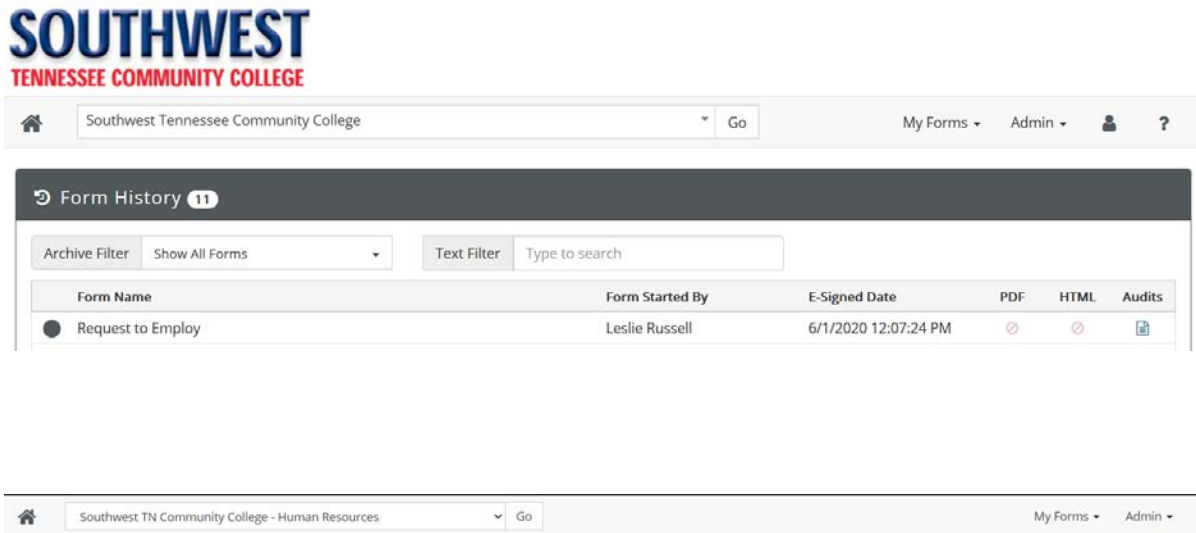 SOUTHWEST
TENNESSEE COMMUNITY COLLEGE
Southwest Tennessee Community College Go My Forms Admin ?
Form History 11
Archive Filter Show All Forms Text Filter Type to search
Form Name Form Started By E-Signed Date PDF HTML Audits
Request to Employ Leslie Russell 6/1/2020 12:07:24 PM
Southwest TN Community College - Human Resources Go My Forms Admin